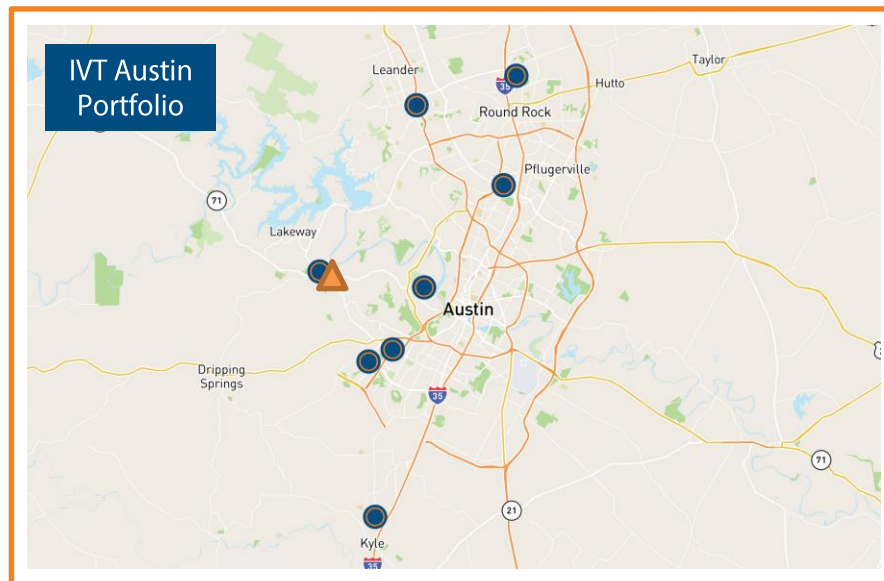 IVT Austin
Portfolio
Leander
Taylor
35
Hutto
Round Rock
Pflugerville
71
Lakeway
Austin
Dripping
Springs
35
71
21
Kyle
35